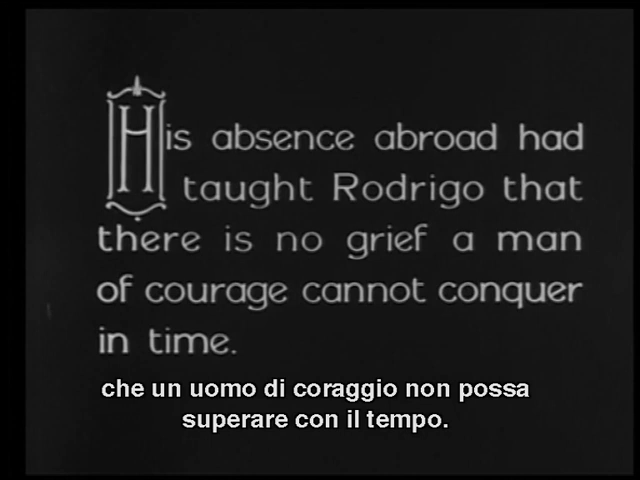 His absence abroad had
taught Rodrigo that
there is no grief a man
of courage cannot conquer
in time.
che un uomo di coraggio non possa
superare con il tempo.